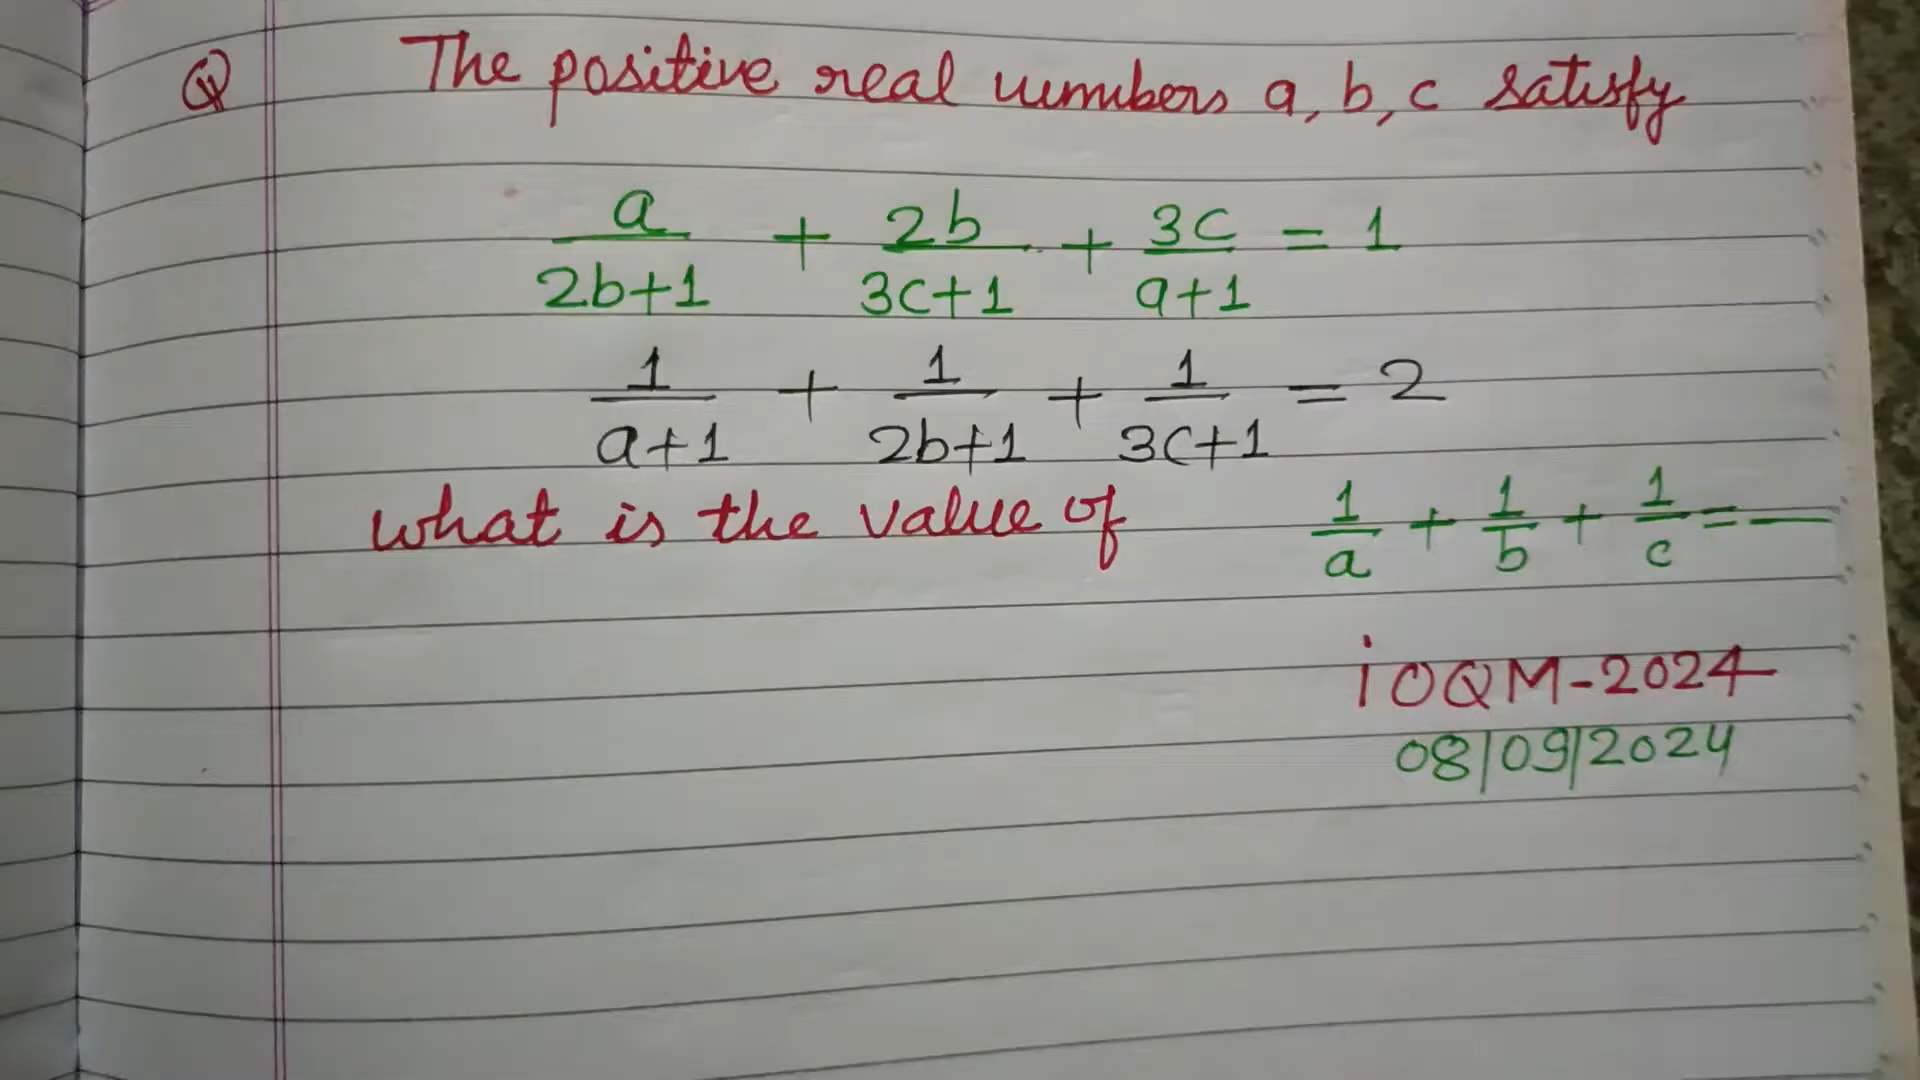 Q The positive real numbers a, b, c satisfy
a/(2b+1) + 2b/(3c+1) + 3c/(a+1) = 1
1/(a+1) + 1/(2b+1) + 1/(3c+1) = 2
what is the value of 1/a + 1/b + 1/c = —
iOQM-2024
08/09/2024